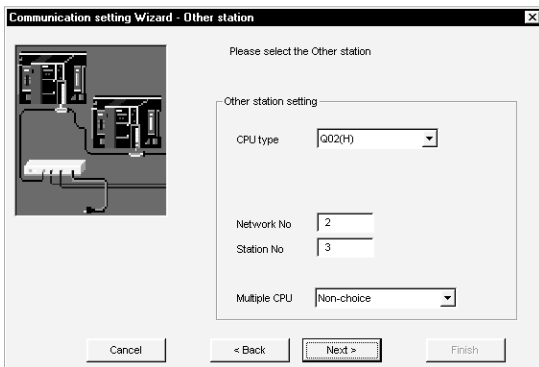 Communication setting Wizard - Other station
Please select the Other station
Other station setting
CPU type
Q02(H)
Network No
2
Station No
3
Multiple CPU
Non-choice
Cancel
< Back
Next >
Finish